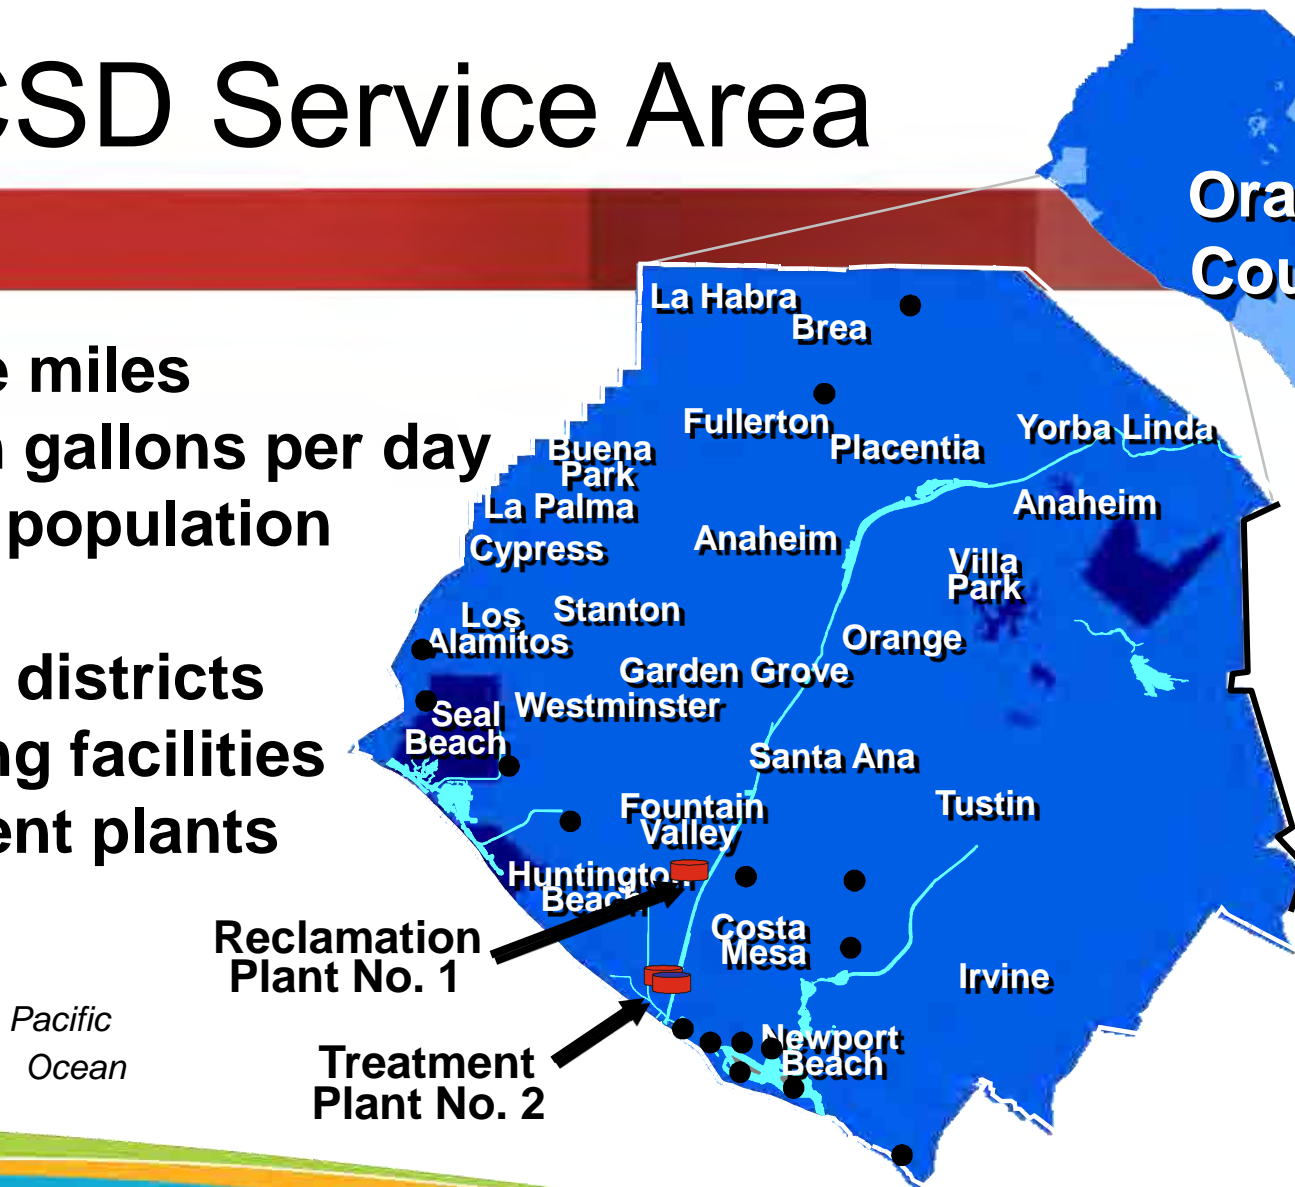 CSD Service Area
Ora
Cou
e miles
n gallons per day
population
districts
ng facilities
ent plants
La Habra
Brea
Fullerton
Placentia
Yorba Linda
Buena
Park
La Palma
Cypress
Anaheim
Anaheim
Villa
Park
Los
Alamitos
Stanton
Orange
Garden Grove
Westminster
Seal
Beach
Santa Ana
Fountain
Valley
Tustin
Huntington
Beach
Costa
Mesa
Irvine
Newport
Beach
Reclamation
Plant No. 1
Treatment
Plant No. 2
Pacific
Ocean